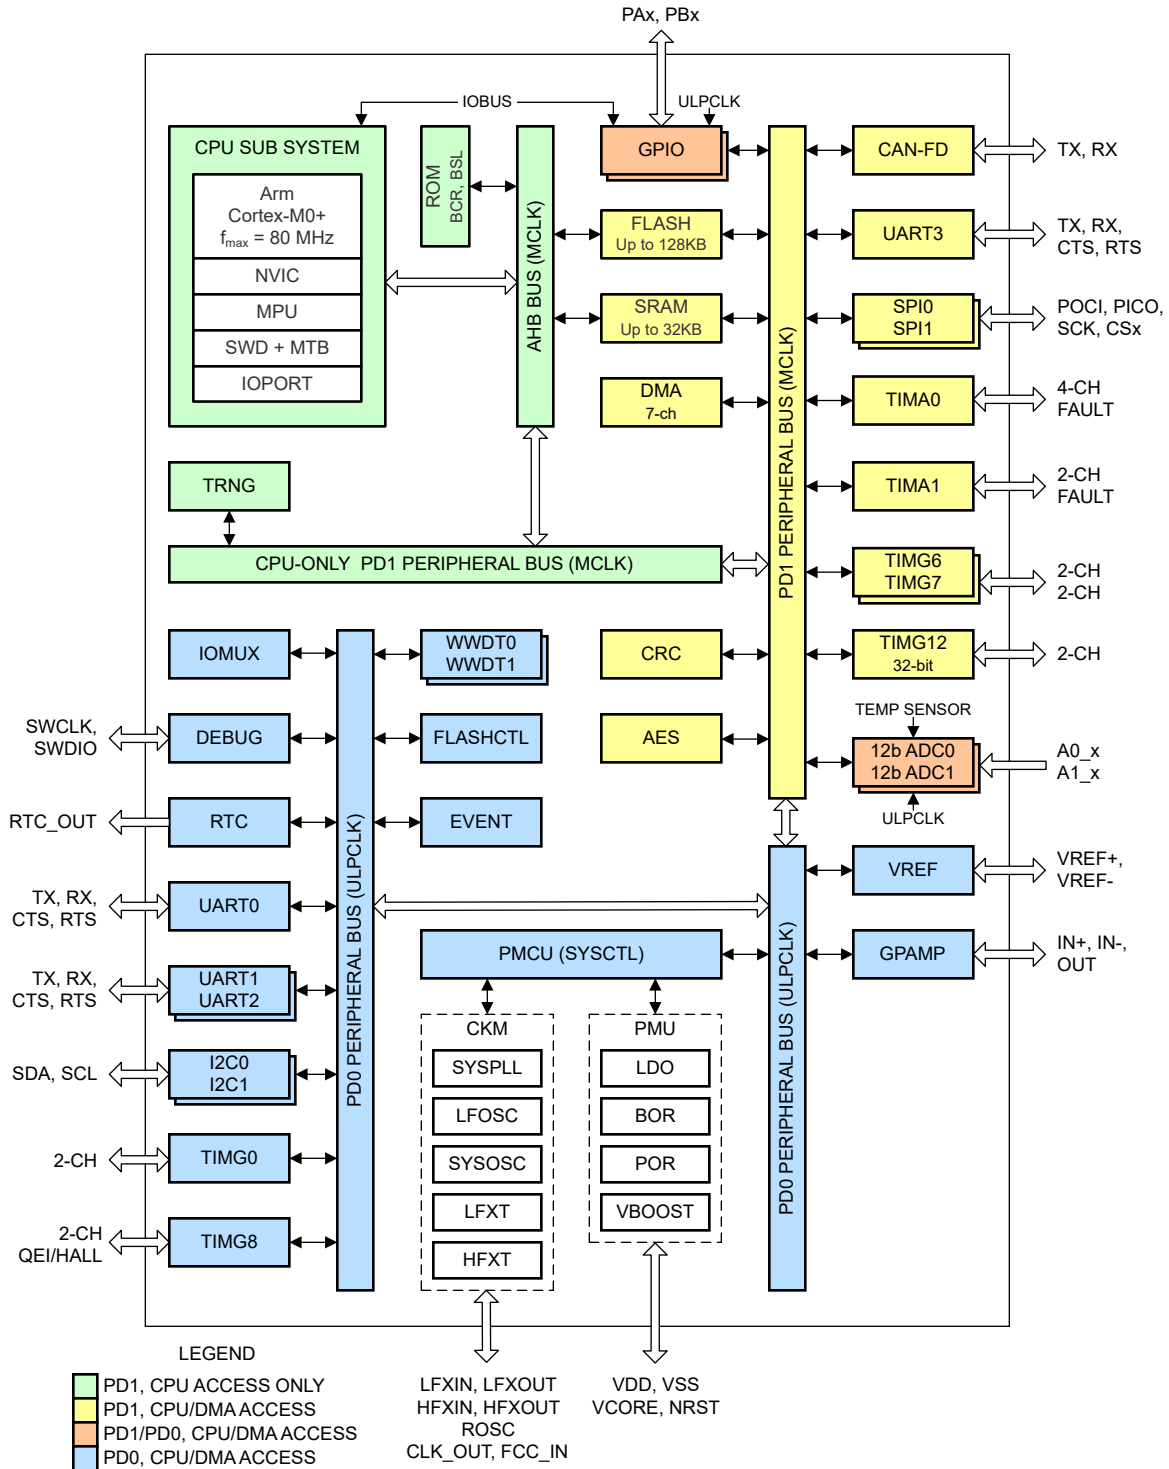 PAx, PBx
IOBUS
ULPCLK
CPU SUB SYSTEM
Arm
Cortex-M0+
fmax = 80 MHz
NVIC
MPU
SWD + MTB
IOPORT
ROM
BCR, BSL
AHB BUS (MCLK)
GPIO
FLASH
Up to 128KB
SRAM
Up to 32KB
DMA
7-ch
PD1 PERIPHERAL BUS (MCLK)
CAN-FD
TX, RX
UART3
TX, RX,
CTS, RTS
SPI0
SPI1
POCI, PICO,
SCK, CSx
TIMA0
4-CH
FAULT
TIMA1
2-CH
FAULT
TRNG
CPU-ONLY PD1 PERIPHERAL BUS (MCLK)
TIMG6
TIMG7
2-CH
2-CH
TIMG12
32-bit
2-CH
CRC
AES
TEMP SENSOR
12b ADC0
12b ADC1
A0_x
A1_x
ULPCLK
IOMUX
WWDT0
WWDT1
SWCLK,
SWDIO
DEBUG
FLASHCTL
RTC_OUT
RTC
EVENT
PD0 PERIPHERAL BUS (ULPCLK)
TX, RX,
CTS, RTS
UART0
TX, RX,
CTS, RTS
UART1
UART2
SDA, SCL
I2C0
I2C1
2-CH
TIMG0
2-CH
QEI/HALL
TIMG8
VREF
VREF+,
VREF-
PMCU (SYSCTL)
PD0 PERIPHERAL BUS (ULPCLK)
GPAMP
IN+, IN-,
OUT
CKM
SYSPLL
LFOSC
SYSOSC
LFXT
HFXT
PMU
LDO
BOR
POR
VBOOST
LFXIN, LFXOUT
HFXIN, HFXOUT
ROSC
CLK_OUT, FCC_IN
VDD, VSS
VCORE, NRST
LEGEND
PD1, CPU ACCESS ONLY
PD1, CPU/DMA ACCESS
PD1/PD0, CPU/DMA ACCESS
PD0, CPU/DMA ACCESS